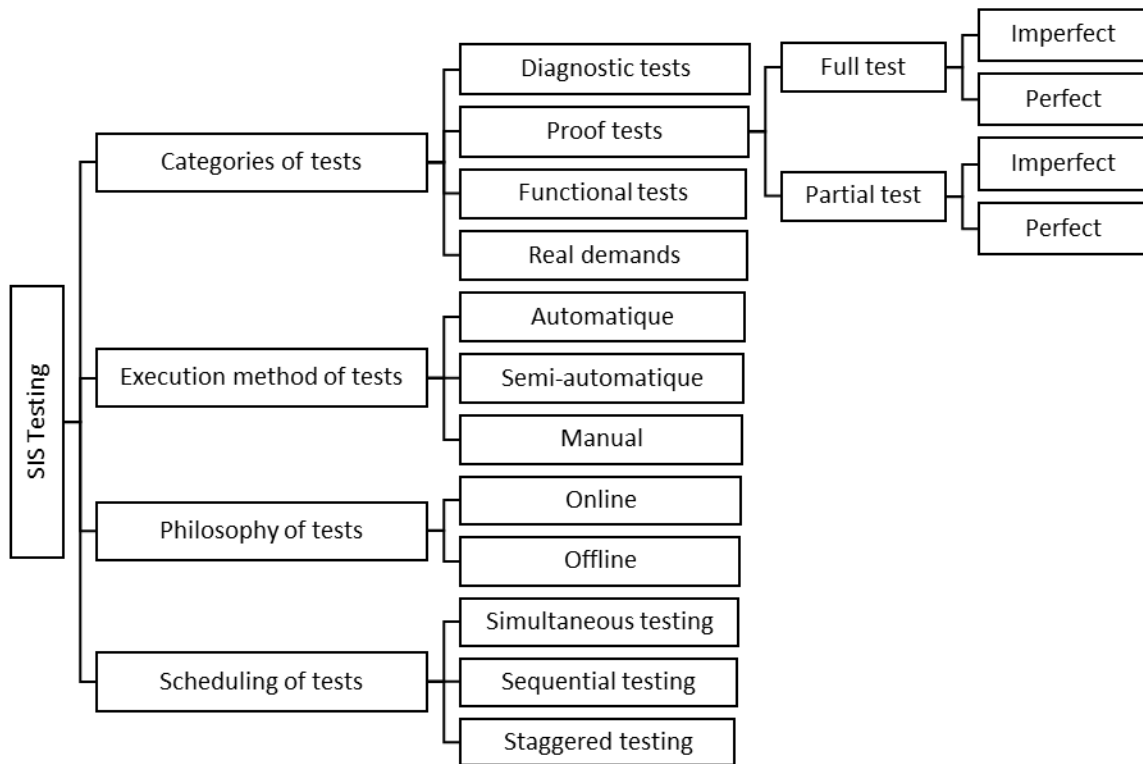 SIS Testing
Categories of tests
Diagnostic tests
Proof tests
Full test
Imperfect
Perfect
Partial test
Imperfect
Perfect
Functional tests
Real demands
Execution method of tests
Automatique
Semi-automatique
Manual
Philosophy of tests
Online
Offline
Scheduling of tests
Simultaneous testing
Sequential testing
Staggered testing